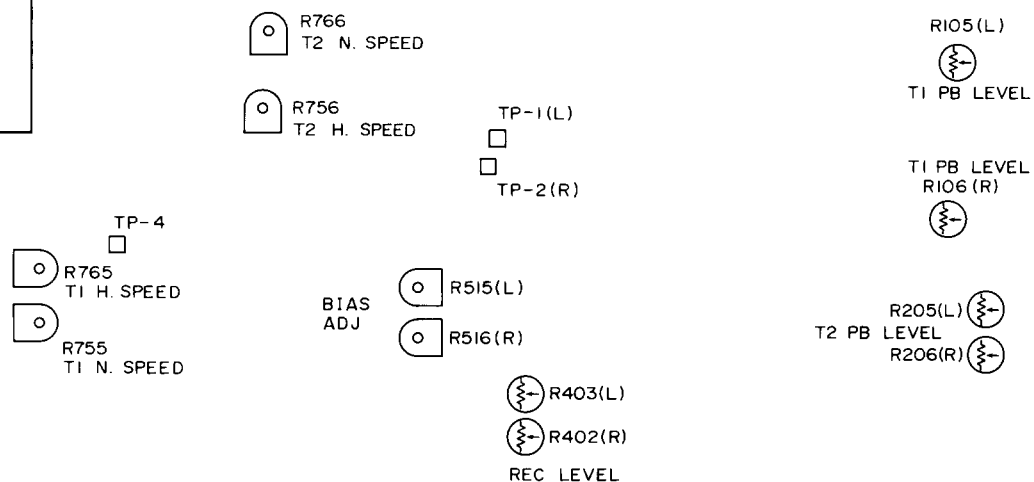 R766
T2 N. SPEED
R756
T2 H. SPEED
TP-1(L)
TP-2(R)
R105(L)
T1 PB LEVEL
T1 PB LEVEL
R106(R)
TP-4
R765
T1 H. SPEED
R755
T1 N. SPEED
BIAS
ADJ
R515(L)
R516(R)
R205(L)
T2 PB LEVEL
R206(R)
R403(L)
R402(R)
REC LEVEL